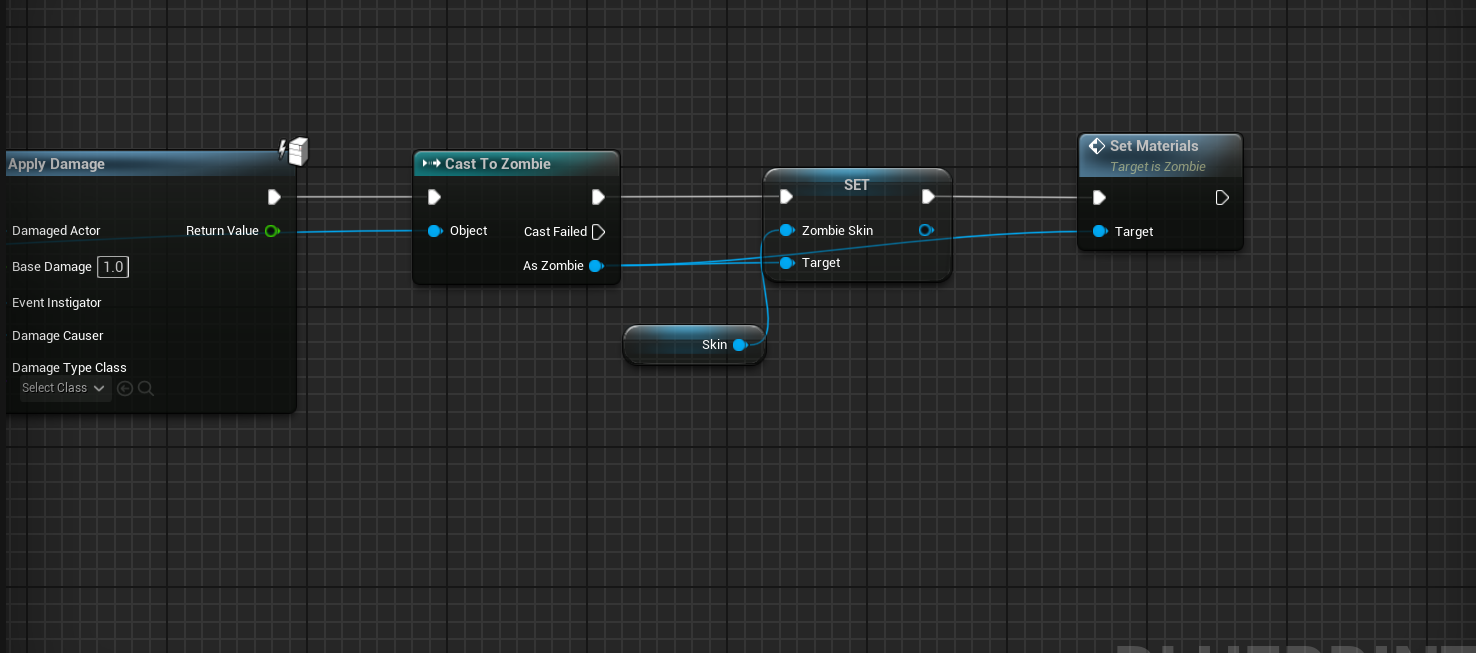 Apply Damage
Damaged Actor
Return Value
Base Damage 1.0
Event Instigator
Damage Causer
Damage Type Class
Select Class
Cast To Zombie
Object
Cast Failed
As Zombie
Skin
SET
Zombie Skin
Target
Set Materials
Target is Zombie
Target
BLUEPRINT